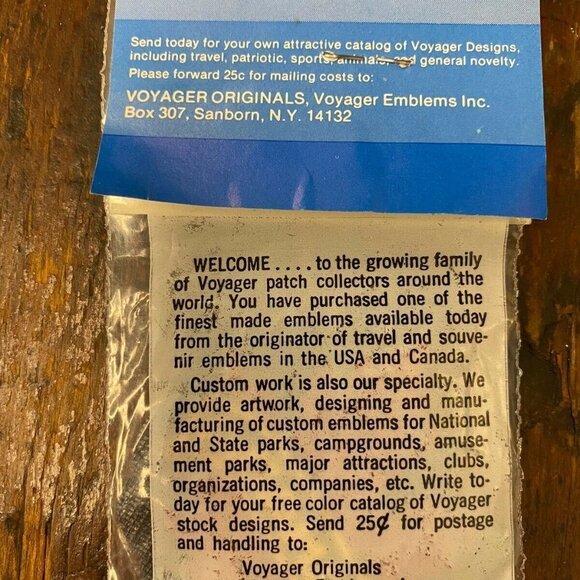 Send today for your own attractive catalog of Voyager Designs,
including travel, patriotic, sports, animals, and general novelty.
Please forward 25c for mailing costs to:
VOYAGER ORIGINALS, Voyager Emblems Inc.
Box 307, Sanborn, N.Y. 14132
WELCOME .... to the growing family
of Voyager patch collectors around the
world. You have purchased one of the
finest made emblems available today
from the originator of travel and souve-
nir emblems in the USA and Canada.
Custom work is also our specialty. We
provide artwork, designing and manu-
facturing of custom emblems for National
and State parks, campgrounds, amuse-
ment parks, major attractions, clubs,
organizations, companies, etc. Write to-
day for your free color catalog of Voyager
stock designs. Send 25¢ for postage
and handling to:
Voyager Originals